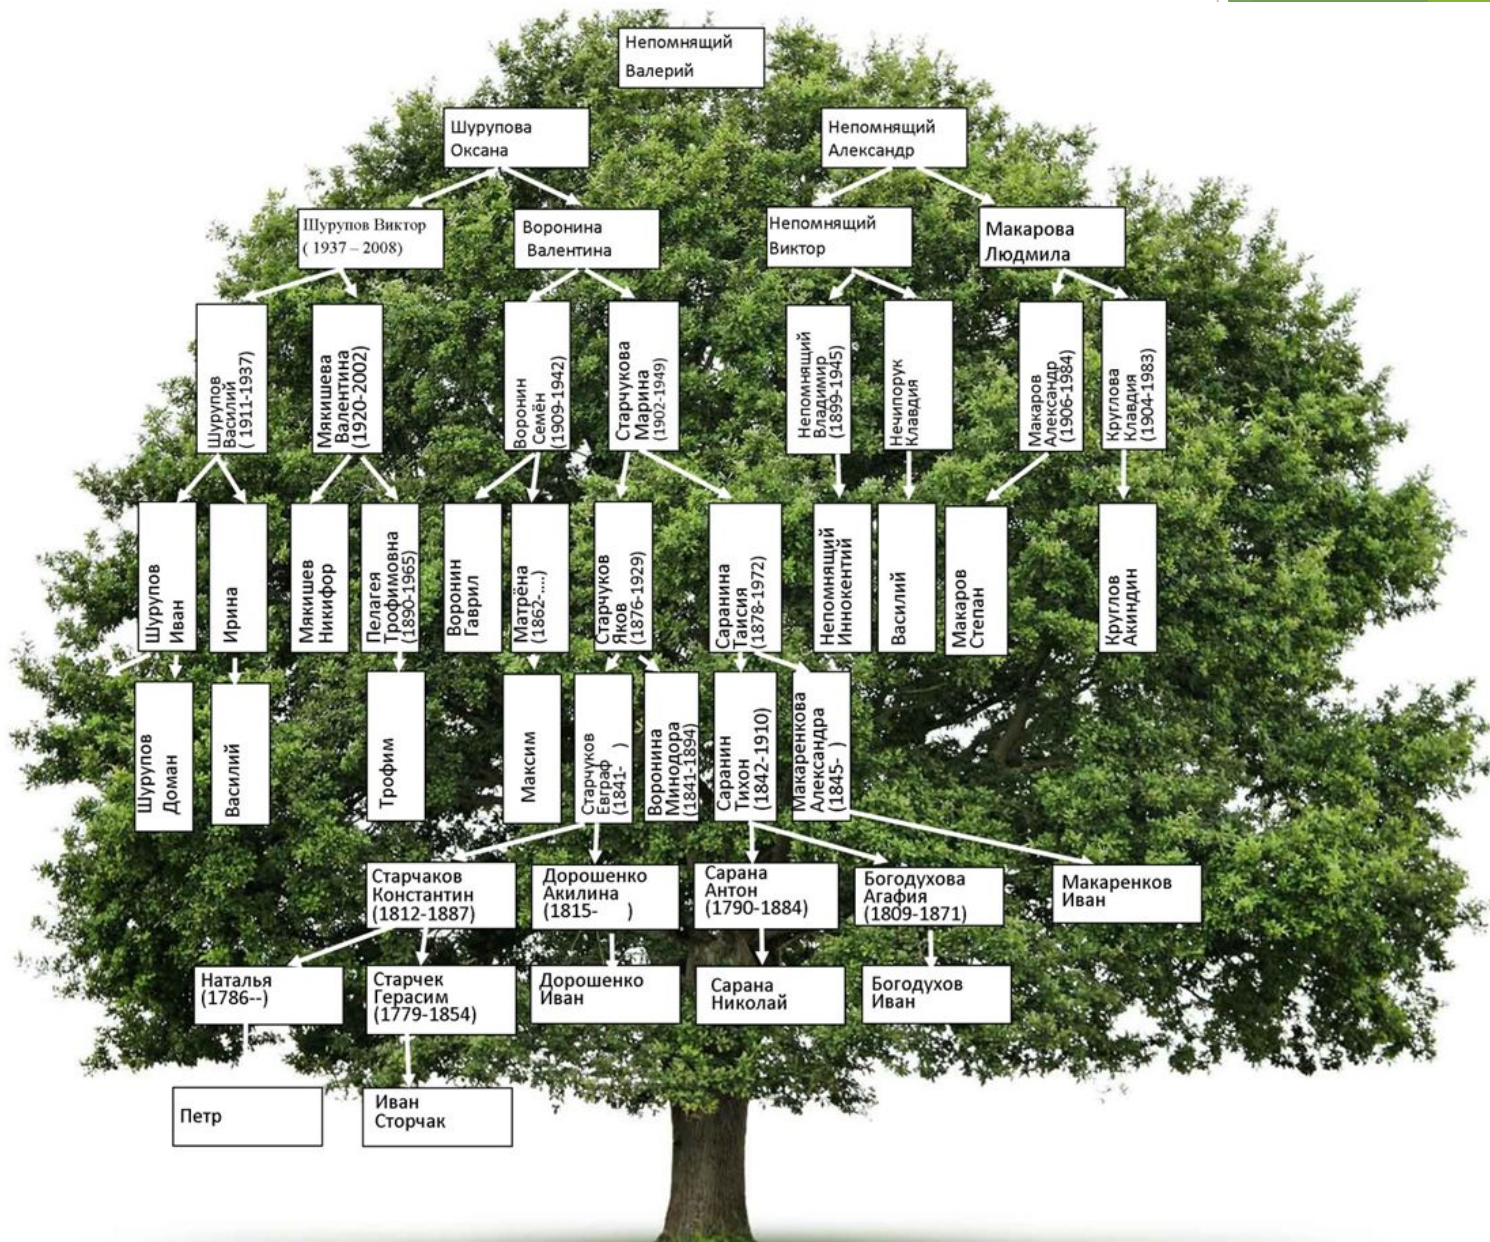 Непомнящий
Валерий
Шурупова
Оксана
Непомнящий
Александр
Шурупов Виктор
( 1937 – 2008)
Воронина
Валентина
Непомнящий
Виктор
Макарова
Людмила
Шурупов
Василий
( 1911-1937)
Мякишева
Валентина
(1920-2002)
Воронин
Семён
(1909-1942)
Старчукова
Марина
(1902-1949)
Непомнящий
Владимир
(1899-1945)
Нечипорук
Клавдия
Макаров
Александр
(1906-1984)
Круглова
Клавдия
(1904-1983)
Шурупов
Иван
Ирина
Мякишев
Никифор
Пелагея
Трофимовна
(1890-1965)
Воронин
Гаврил
Матрёна
(1862-....)
Старчуков
Яков
(1876-1929)
Саранина
Таисия
(1878-1972)
Непомнящий
Иннокентий
Василий
Макаров
Степан
Круглов
Акиндин
Шурупов
Доман
Василий
Трофим
Максим
Старчуков
Евграф
(1841- )
Воронина
Минодора
(1841-1894)
Саранин
Тихон
(1842-1910)
Макаренкова
Александра
(1845- )
Старчаков
Константин
(1812-1887)
Дорошенко
Акилина
(1815- )
Сарана
Антон
(1790-1884)
Богодухова
Агафия
(1809-1871)
Макаренков
Иван
Наталья
(1786--)
Старчек
Герасим
(1779-1854)
Дорошенко
Иван
Сарана
Николай
Богодухов
Иван
Петр
Иван
Сторчак